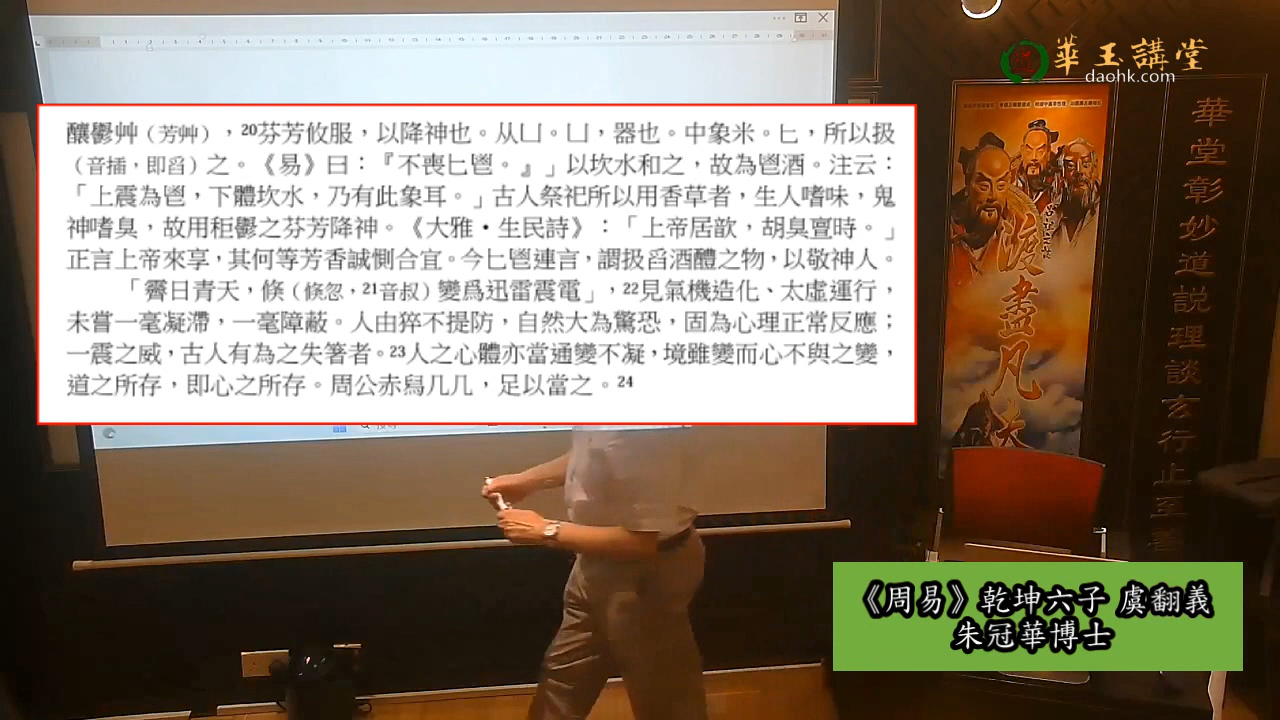 華玉講堂
daohk.com
釀鬱艸（芳艸），20芬芳攸服，以降神也。从凵。凵，器也。中象米。匕，所以扱
（音插，即舀）之。《易》曰：『不喪匕鬯。』」以坎水和之，故為鬯酒。注云：
「上震為鬯，下體坎水，乃有此象耳。」古人祭祀所以用香草者，生人嗜味，鬼
神嗜臭，故用秬鬱之芬芳降神。《大雅・生民詩》：「上帝居歆，胡臭亶時。」
正言上帝來享，其何等芳香誠惻合宜。今匕鬯連言，謂扱舀酒醴之物，以敬神人。
「霽日青天，倏（倏忽，21音叔）變爲迅雷震電」，22見氣機造化、太虛運行，
未嘗一毫凝滯，一毫障蔽。人由猝不提防，自然大為驚恐，固為心理正常反應；
一震之威，古人有為之失箸者。23人之心體亦當通變不凝，境雖變而心不與之變，
道之所存，即心之所存。周公赤舄几几，足以當之。24
渡盡凡
華堂彰妙道説理談玄行止至善
《周易》乾坤六子 虞翻義
朱冠華博士